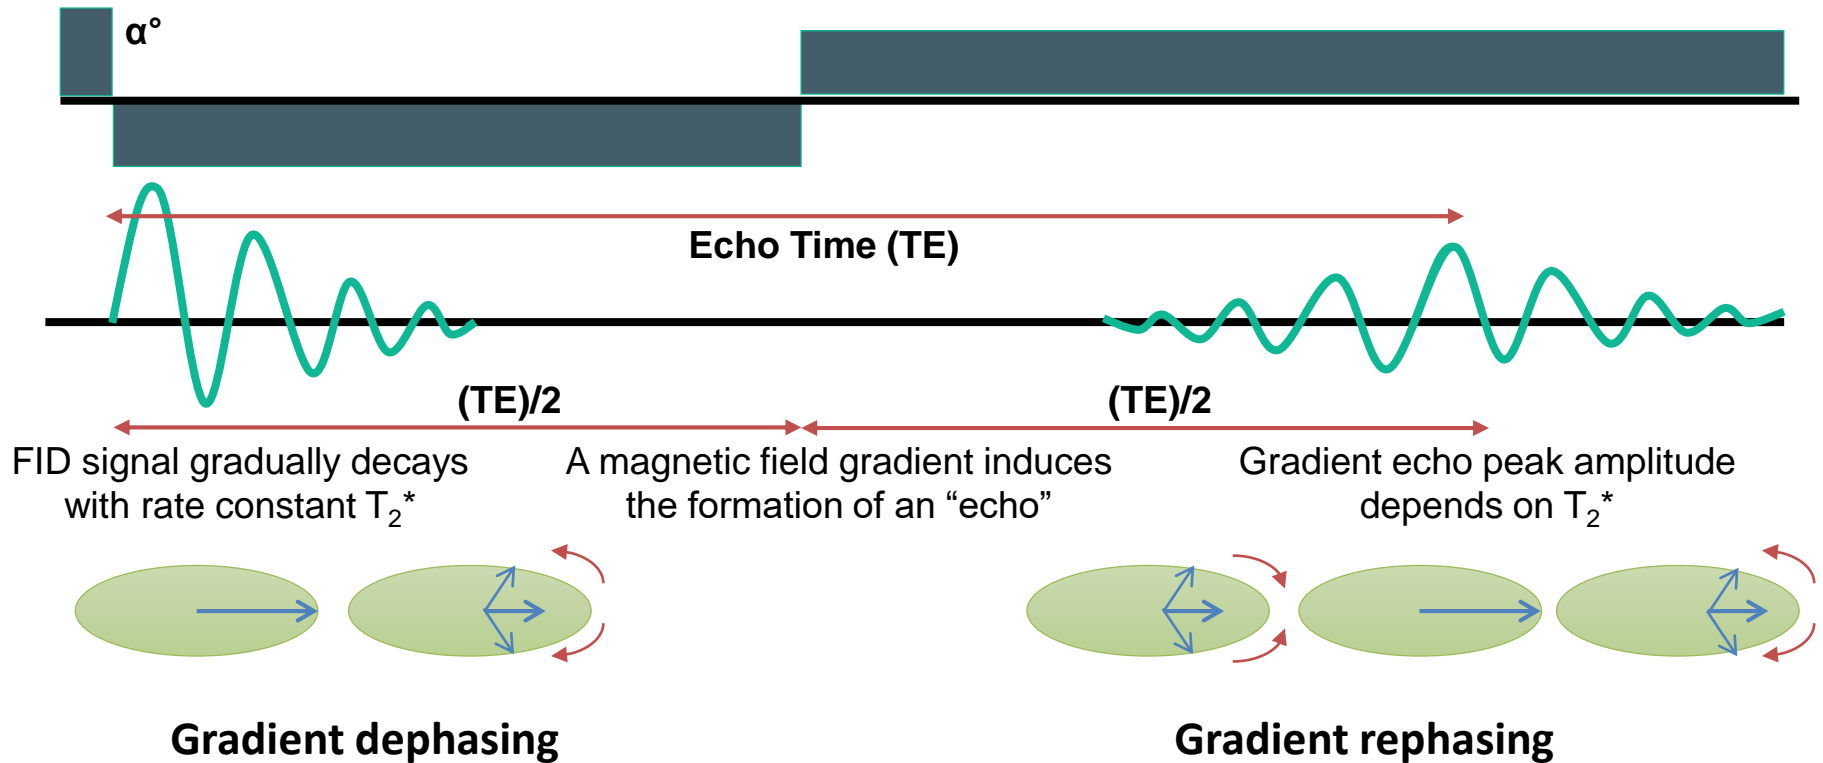 α°
Echo Time (TE)
(TE)/2
(TE)/2
FID signal gradually decays
with rate constant T₂*
A magnetic field gradient induces
the formation of an “echo”
Gradient echo peak amplitude
depends on T₂*
Gradient dephasing
Gradient rephasing